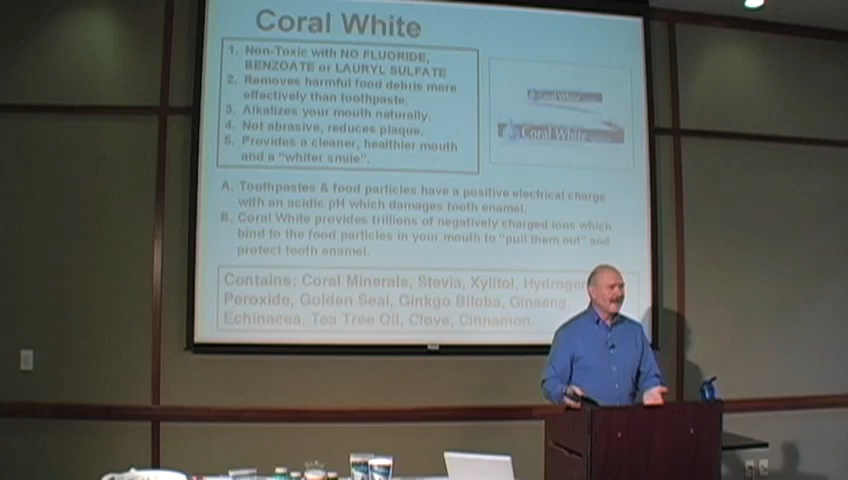 Coral White
1. Non-Toxic with NO FLUORIDE,
BENZOATE or LAURYL SULFATE
2. Removes harmful food debris more
effectively than toothpaste.
3. Alkalizes your mouth naturally.
4. Not abrasive, reduces plaque.
5. Provides a cleaner, healthier mouth
and a "whiter smile".
Coral White
Coral White
A. Toothpastes & food particles have a positive electrical charge
with an acidic pH which damages tooth enamel.
B. Coral White provides trillions of negatively charged ions which
bind to the food particles in your mouth to "pull them out" and
protect tooth enamel.
Contains: Coral Minerals, Stevia, Xylitol, Hydrogen
Peroxide, Golden Seal, Ginkgo Biloba, Ginseng,
Echinacea, Tea Tree Oil, Clove, Cinnamon.